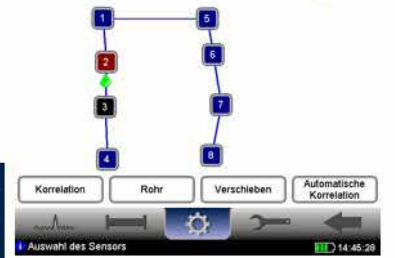 1 5
2 6
3 7
4 8
Korrelation Rohr Verschieben Automatische
Korrelation
i Auswahl des Sensors 14:45:28